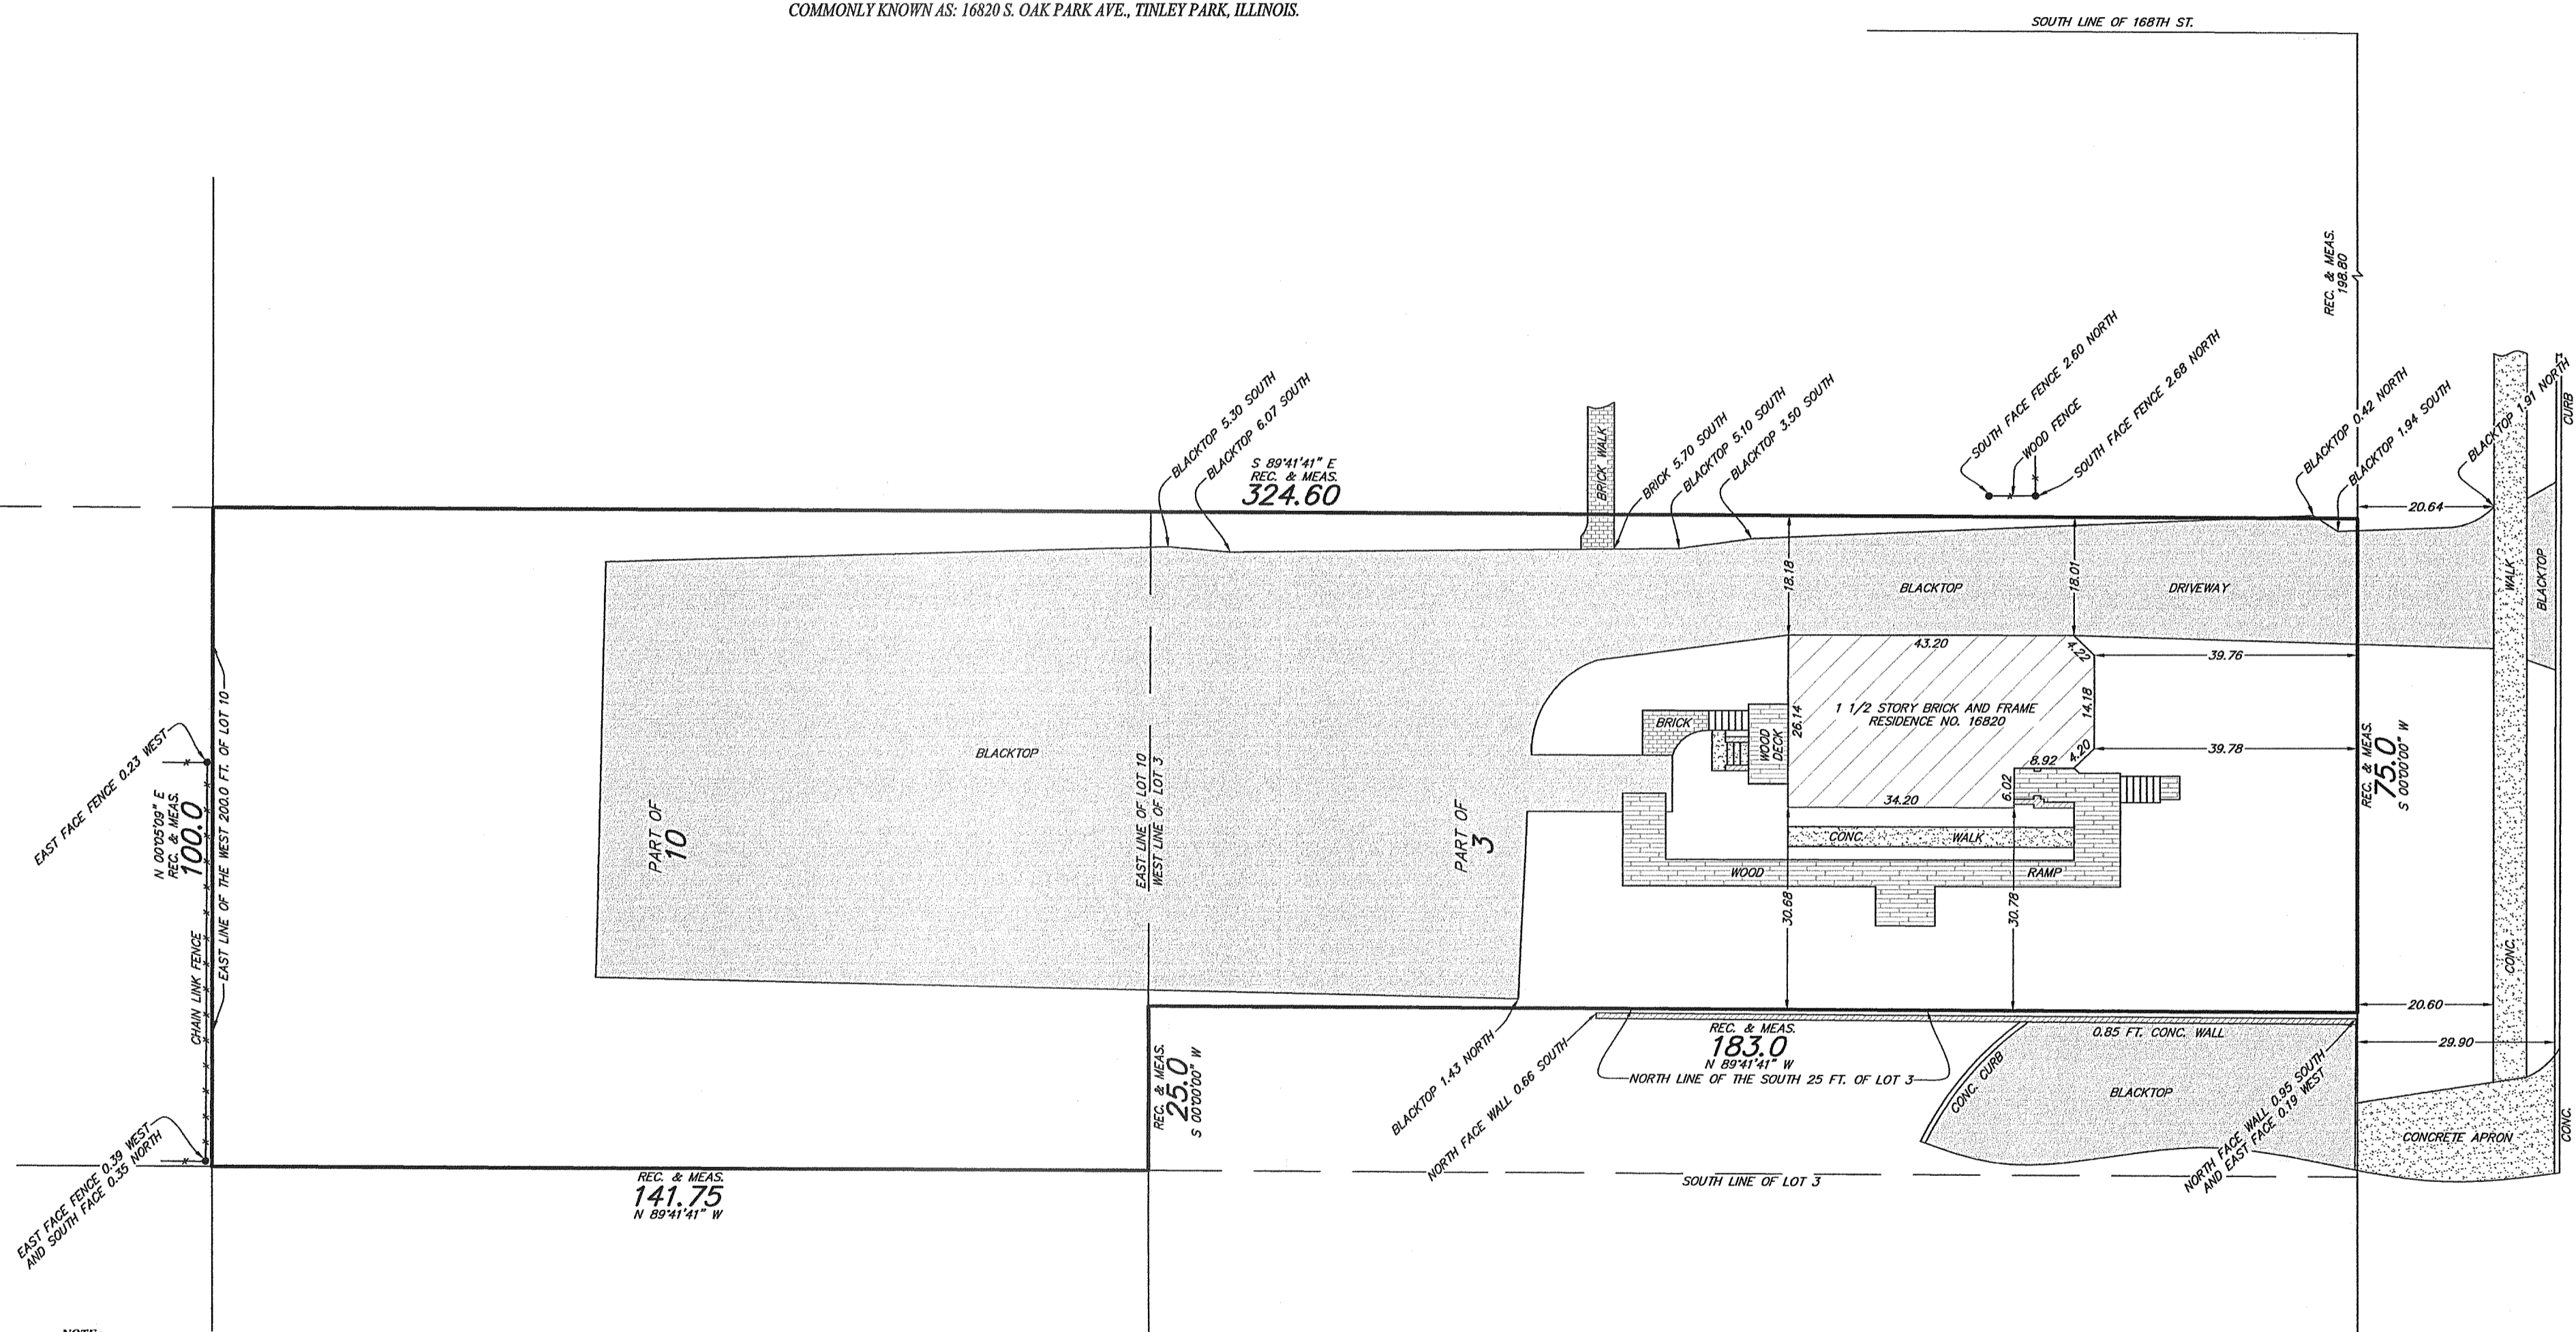 COMMONLY KNOWN AS: 16820 S. OAK PARK AVE., TINLEY PARK, ILLINOIS.
SOUTH LINE OF 168TH ST.
REC. & MEAS.
198.80
SOUTH FACE FENCE 2.60 NORTH
WOOD FENCE
SOUTH FACE FENCE 2.68 NORTH
BLACKTOP 5.30 SOUTH
BLACKTOP 6.07 SOUTH
S 89°41'41" E
REC. & MEAS.
324.60
BRICK WALK
BRICK 5.70 SOUTH
BLACKTOP 5.10 SOUTH
BLACKTOP 3.50 SOUTH
BLACKTOP 0.42 NORTH
BLACKTOP 1.94 SOUTH
BLACKTOP 1.91 NORTH
CURB
20.64
18.18
18.01
BLACKTOP
DRIVEWAY
WALK
BLACKTOP
43.20
4.22
39.76
14.18
1 1/2 STORY BRICK AND FRAME
RESIDENCE NO. 16820
26.14
BRICK
WOOD
DECK
4.20
39.78
8.92
6.02
34.20
CONC.
WALK
WOOD
RAMP
30.68
30.78
REC. & MEAS.
75.0
S 00°00'00" W
BLACKTOP
PART OF
10
EAST LINE OF LOT 10
WEST LINE OF LOT 3
PART OF
3
EAST FACE FENCE 0.23 WEST
N 00°05'09" E
REC. & MEAS.
100.0
EAST LINE OF THE WEST 200.0 FT. OF LOT 10
CHAIN LINK FENCE
EAST FACE FENCE 0.39 WEST
AND SOUTH FACE 0.35 NORTH
REC. & MEAS.
141.75
N 89°41'41" W
REC. & MEAS.
25.0
S 00°00'00" W
BLACKTOP 1.43 NORTH
NORTH FACE WALL 0.66 SOUTH
REC. & MEAS.
183.0
N 89°41'41" W
NORTH LINE OF THE SOUTH 25 FT. OF LOT 3
0.85 FT. CONC. WALL
CONC. CURB
BLACKTOP
SOUTH LINE OF LOT 3
NORTH FACE WALL 0.95 SOUTH
AND EAST FACE 0.19 WEST
20.60
29.90
CONC.
CONCRETE APRON
CONC.
NOTE: